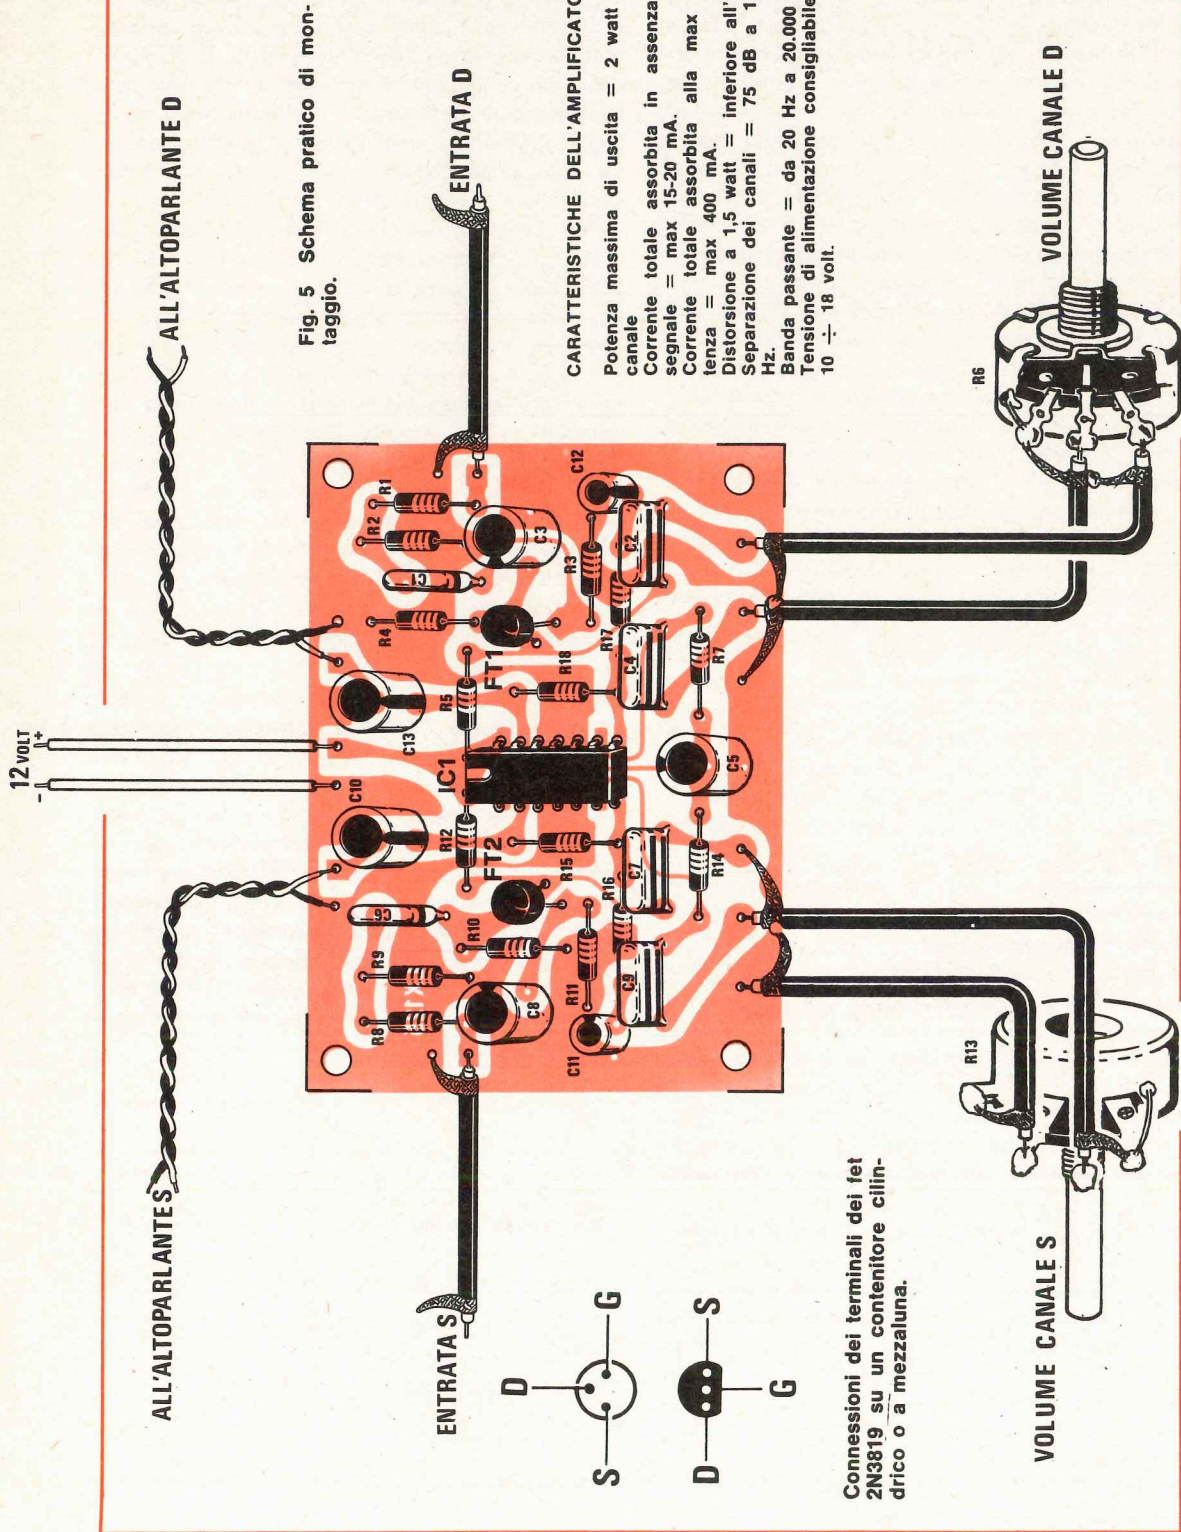 12 VOLT
- +
ALL'ALTOPARLANTE S
ALL'ALTOPARLANTE D
Fig. 5 Schema pratico di mon-
taggio.
ENTRATA S
ENTRATA D
CARATTERISTICHE DELL'AMPLIFICATO
Potenza massima di uscita = 2 watt
canale
Corrente totale assorbita in assenza
segnale = max 15-20 mA.
Corrente totale assorbita alla max
tenza = max 400 mA.
Distorsione a 1,5 watt = inferiore all'
Separazione dei canali = 75 dB a 1
Hz.
Banda passante = da 20 Hz a 20.000
Tensione di alimentazione consigliabile
10 ÷ 18 volt.
C10
C13
R1
R2
R4
R9
R8
R10
R12
R5
IC1
FT2
FT1
C8
C3
C12
R3
R18
R15
R11
R16
R17
C11
C9
C7
C4
C2
R14
R7
C5
D
S
G
D
S
G
Connessioni dei terminali dei fet
2N3819 su un contenitore cilin-
drico o a mezzaluna.
R13
R6
VOLUME CANALE S
VOLUME CANALE D